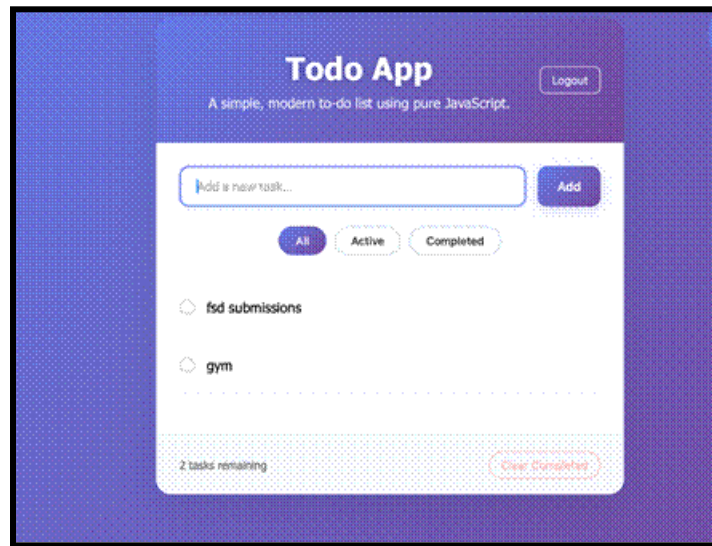 Todo App
Logout
A simple, modern to-do list using pure JavaScript.
Add a new task...
Add
All
Active
Completed
fsd submissions
gym
2 tasks remaining
Clear Completed